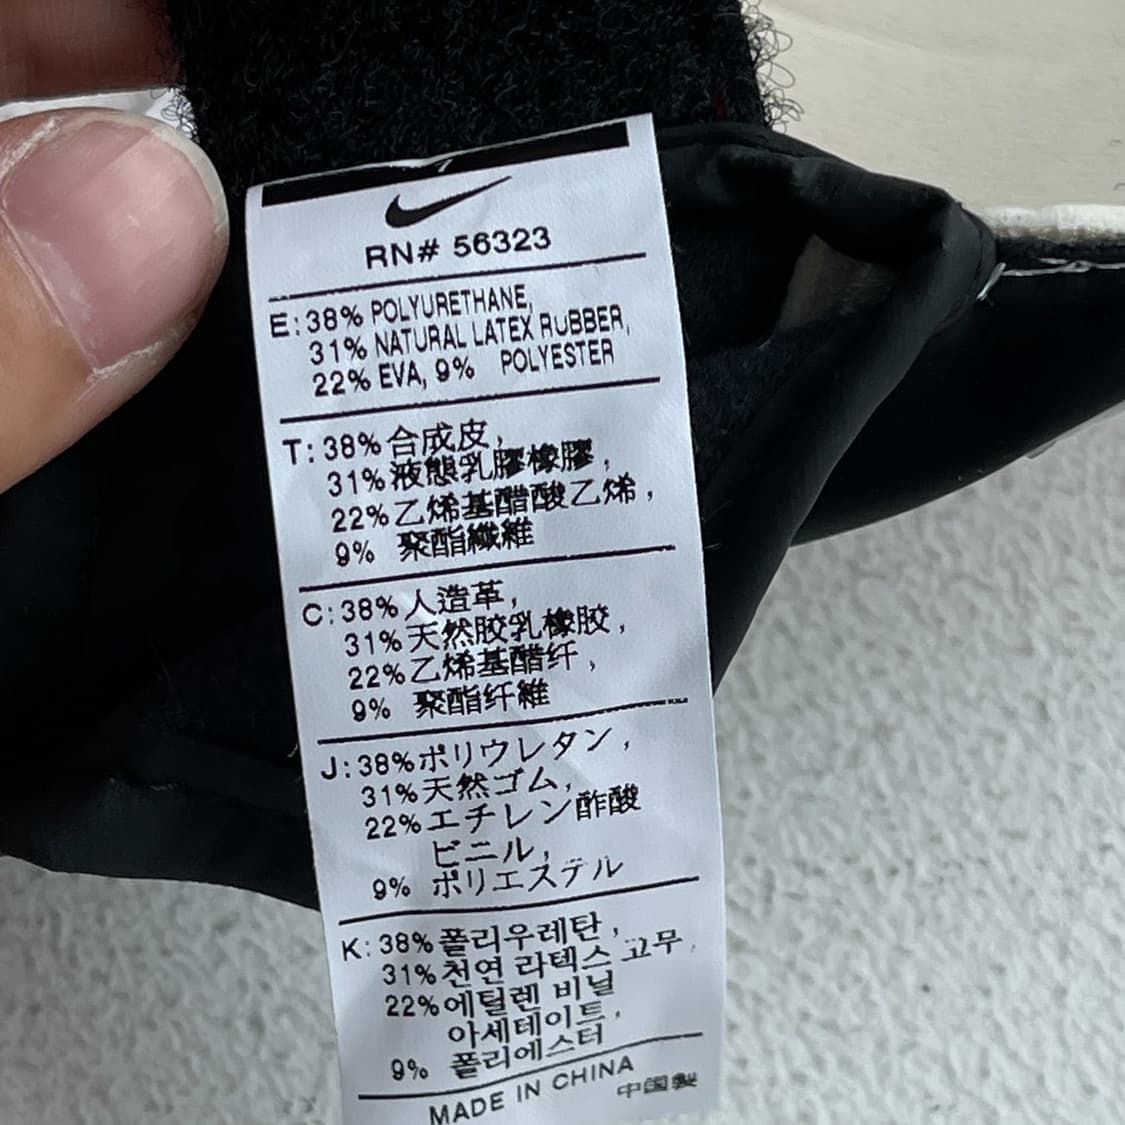 RN# 56323
E: 38% POLYURETHANE,
31% NATURAL LATEX RUBBER,
22% EVA, 9% POLYESTER
T: 38% 合成皮,
31% 液態乳膠橡膠,
22% 乙烯基醋酸乙烯,
9% 聚酯纖維
C: 38% 人造革,
31% 天然胶乳橡胶,
22% 乙烯基醋纤,
9% 聚酯纤維
J: 38% ポリウレタン,
31% 天然ゴム,
22% エチレン酢酸
ビニル,
9% ポリエステル
K: 38% 폴리우레탄,
31% 천연 라텍스 고무,
22% 에틸렌 비닐
아세테이트,
9% 폴리에스터
MADE IN CHINA
中国製